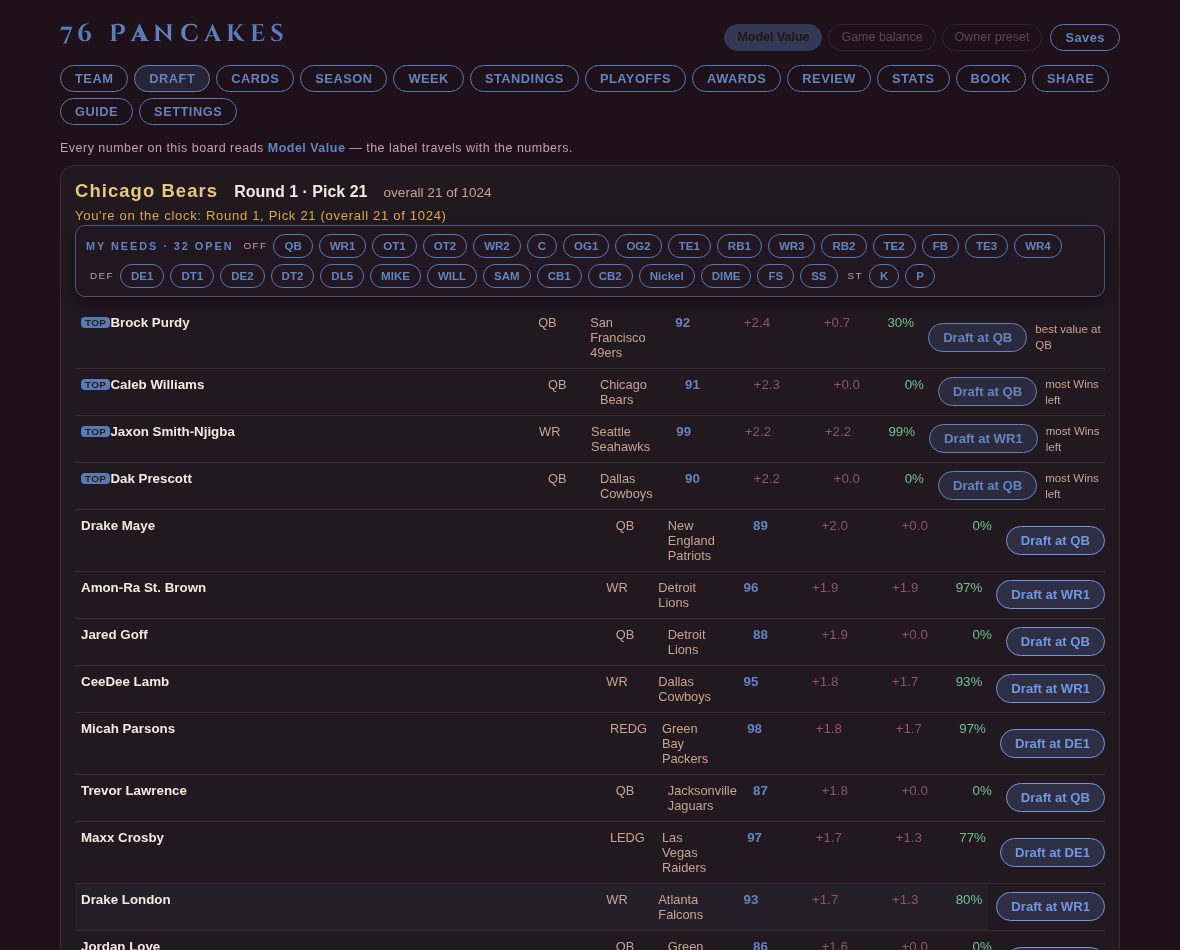 76 PANCAKES
Model Value Game balance Owner preset Saves
TEAM DRAFT CARDS SEASON WEEK STANDINGS PLAYOFFS AWARDS REVIEW STATS BOOK SHARE
GUIDE SETTINGS
Every number on this board reads Model Value — the label travels with the numbers.
Chicago Bears Round 1 · Pick 21 overall 21 of 1024
You're on the clock: Round 1, Pick 21 (overall 21 of 1024)
MY NEEDS · 32 OPEN OFF QB WR1 OT1 OT2 WR2 C OG1 OG2 TE1 RB1 WR3 RB2 TE2 FB TE3 WR4
DEF DE1 DT1 DE2 DT2 DL5 MIKE WILL SAM CB1 CB2 Nickel DIME FS SS ST K P
TOP Brock Purdy QB San Francisco 49ers 92 +2.4 +0.7 30% Draft at QB best value at QB
TOP Caleb Williams QB Chicago Bears 91 +2.3 +0.0 0% Draft at QB most Wins left
TOP Jaxon Smith-Njigba WR Seattle Seahawks 99 +2.2 +2.2 99% Draft at WR1 most Wins left
TOP Dak Prescott QB Dallas Cowboys 90 +2.2 +0.0 0% Draft at QB most Wins left
Drake Maye QB New England Patriots 89 +2.0 +0.0 0% Draft at QB
Amon-Ra St. Brown WR Detroit Lions 96 +1.9 +1.9 97% Draft at WR1
Jared Goff QB Detroit Lions 88 +1.9 +0.0 0% Draft at QB
CeeDee Lamb WR Dallas Cowboys 95 +1.8 +1.7 93% Draft at WR1
Micah Parsons REDG Green Bay Packers 98 +1.8 +1.7 97% Draft at DE1
Trevor Lawrence QB Jacksonville Jaguars 87 +1.8 +0.0 0% Draft at QB
Maxx Crosby LEDG Las Vegas Raiders 97 +1.7 +1.3 77% Draft at DE1
Drake London WR Atlanta Falcons 93 +1.7 +1.3 80% Draft at WR1
Jordan Love QB Green 86 +1.6 +0.0 0%